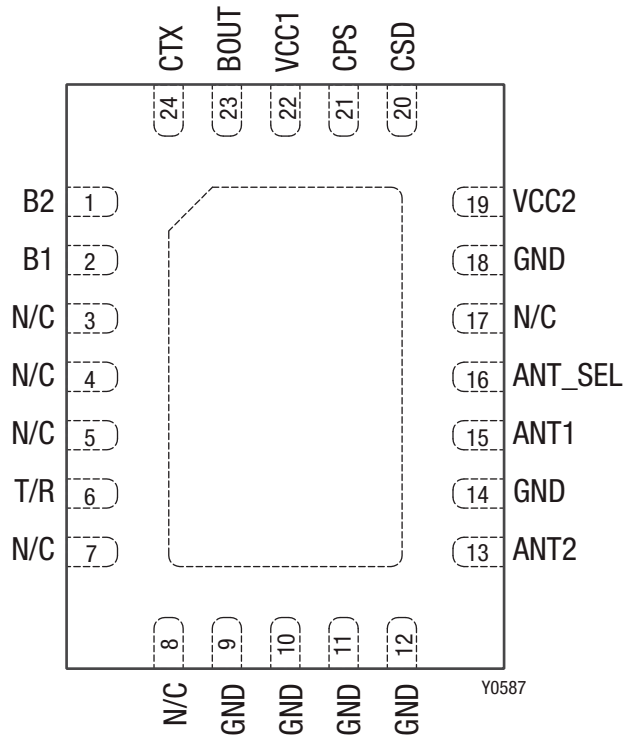 CTX BOUT VCC1 CPS CSD
24 23 22 21 20
B2 1
B1 2
N/C 3
N/C 4
N/C 5
T/R 6
N/C 7
19 VCC2
18 GND
17 N/C
16 ANT_SEL
15 ANT1
14 GND
13 ANT2
8 9 10 11 12
N/C GND GND GND GND
Y0587